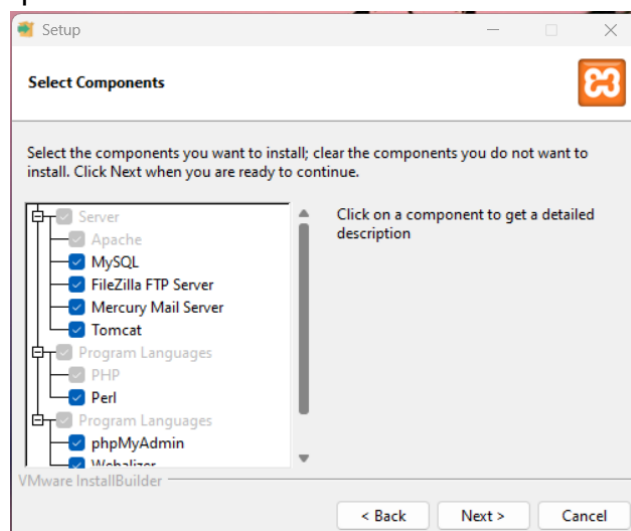 Setup
Select Components
Select the components you want to install; clear the components you do not want to
install. Click Next when you are ready to continue.
Server
Apache
MySQL
FileZilla FTP Server
Mercury Mail Server
Tomcat
Program Languages
PHP
Perl
Program Languages
phpMyAdmin
Webalizer
Click on a component to get a detailed
description
VMware InstallBuilder
< Back
Next >
Cancel